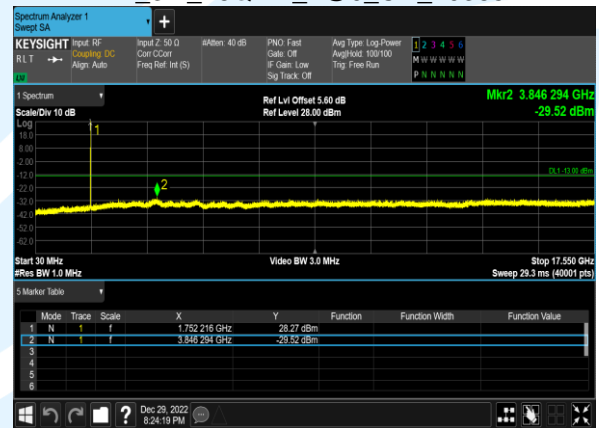 Spectrum Analyzer 1
Swept SA
+
KEYSIGHT Input: RF Input Z: 50 Ω #Atten: 40 dB PNO: Fast Avg Type: Log-Power 1 2 3 4 5 6
RLT Coupling: DC Corr CCorr Gate: Off Avg|Hold: 100/100 M W W W W W
Align: Auto Freq Ref: Int (S) IF Gain: Low Trig: Free Run
Sig Track: Off P N N N N N
1 Spectrum Ref Lvl Offset 5.60 dB Mkr2 3.846 294 GHz
Scale/Div 10 dB Ref Level 28.00 dBm -29.52 dBm
Log
18.0 1
8.00
-2.00
-12.0 DL1 -13.00 dBm
-22.0 2
-32.0
-42.0
-52.0
-62.0
Start 30 MHz Video BW 3.0 MHz Stop 17.550 GHz
#Res BW 1.0 MHz Sweep 29.3 ms (40001 pts)
5 Marker Table
Mode Trace Scale X Y Function Function Width Function Value
1 N 1 f 1.752 216 GHz 28.27 dBm
2 N 1 f 3.846 294 GHz -29.52 dBm
3
4
5
6
? Dec 29, 2022
8:24:19 PM